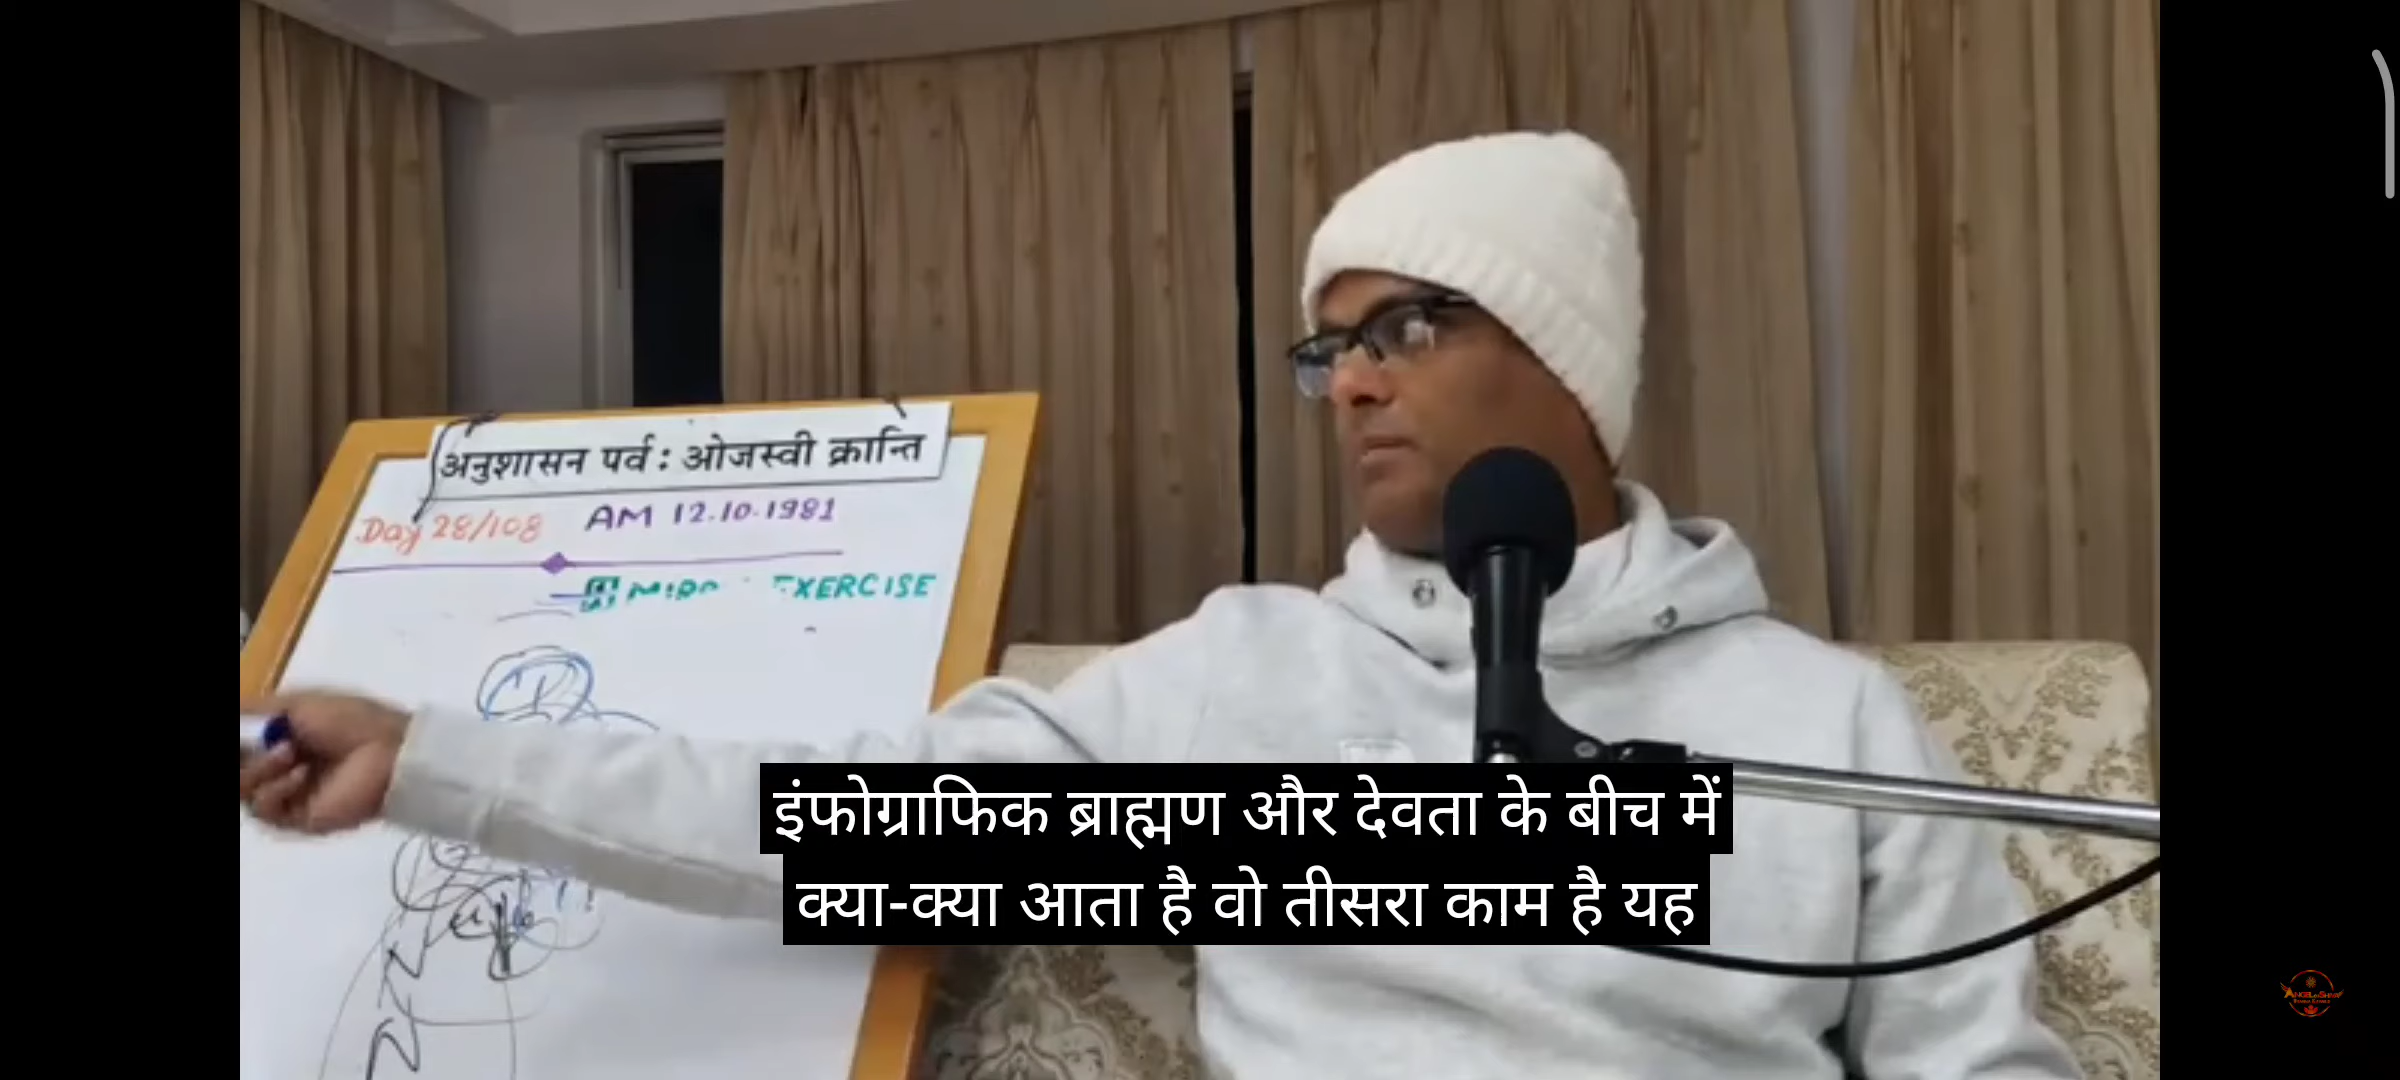 अनुशासन पर्व : ओजस्वी क्रान्ति
Day 28/108 AM 12.10.1981
EXERCISE
इंफोग्राफिक ब्राह्मण और देवता के बीच में
क्या-क्या आता है वो तीसरा काम है यह